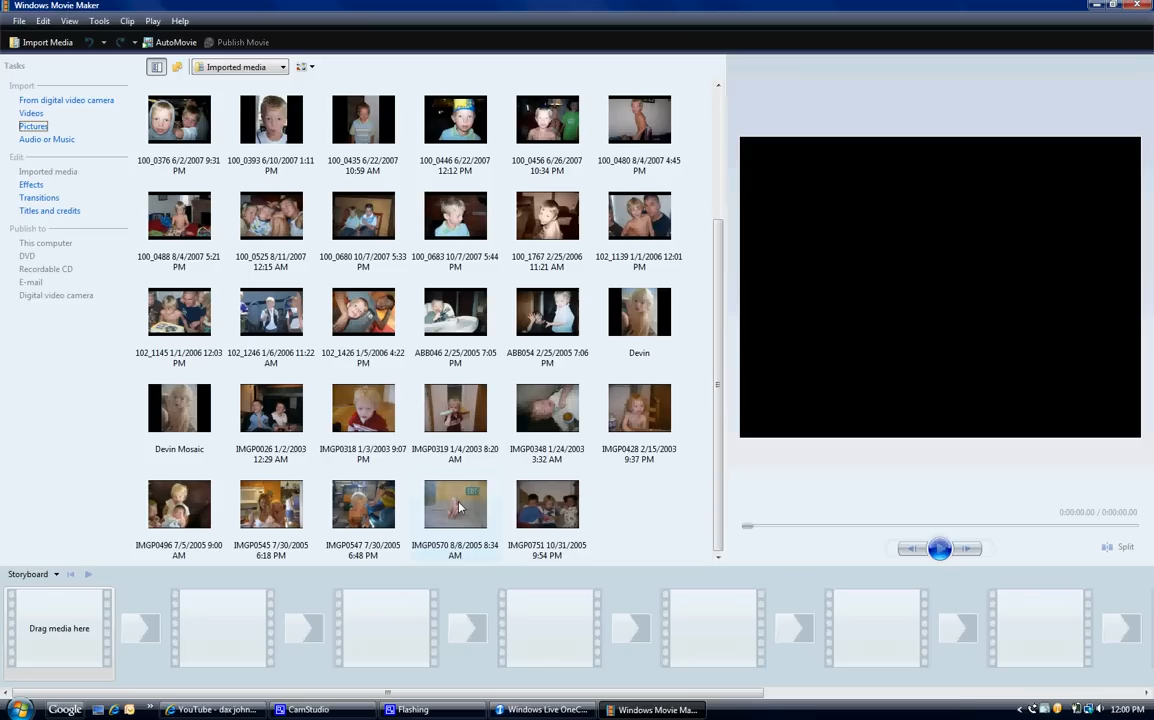 Windows Movie Maker
File Edit View Tools Clip Play Help
Import Media AutoMovie Publish Movie
Tasks
Import
From digital video camera
Videos
Pictures
Audio or Music
Edit
Imported media
Effects
Transitions
Titles and credits
Publish to
This computer
DVD
Recordable CD
E-mail
Digital video camera
Imported media
100_0376 6/2/2007 9:31 PM
100_0393 6/10/2007 1:11 PM
100_0435 6/22/2007 10:59 AM
100_0446 6/22/2007 12:12 PM
100_0456 6/26/2007 10:34 PM
100_0480 8/4/2007 4:45 PM
100_0488 8/4/2007 5:21 PM
100_0525 8/11/2007 12:15 AM
100_0680 10/7/2007 5:33 PM
100_0683 10/7/2007 5:44 PM
100_1767 2/25/2006 11:21 AM
102_1139 1/1/2006 12:01 PM
102_1145 1/1/2006 12:03 PM
102_1246 1/6/2006 11:22 AM
102_1426 1/5/2006 4:22 PM
ABB046 2/25/2005 7:05 PM
ABB054 2/25/2005 7:06 PM
Devin
Devin Mosaic
IMGP0026 1/2/2003 12:29 AM
IMGP0318 1/3/2003 9:07 PM
IMGP0319 1/4/2003 8:20 AM
IMGP0348 1/24/2003 3:32 AM
IMGP0428 2/15/2003 9:37 PM
IMGP0496 7/5/2005 9:00 AM
IMGP0545 7/30/2005 6:18 PM
IMGP0547 7/30/2005 6:48 PM
IMGP0570 8/8/2005 8:34 AM
IMGP0751 10/31/2005 9:54 PM
0:00:00.00 / 0:00:00.00
Split
Storyboard
Drag media here
Google
YouTube - dax john...
CamStudio
Flashing
Windows Live OneC...
Windows Movie Ma...
12:00 PM